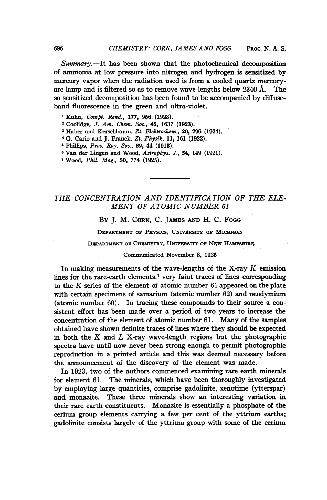 686 CHEMISTRY: CORK, JAMES AND FOGG PROC. N. A. S.
Summary.—It has been shown that the photochemical decomposition
of ammonia at low pressure into nitrogen and hydrogen is sensitized by
mercury vapor when the radiation used is from a cooled quartz mercury-
arc lamp and is filtered so as to remove wave lengths below 2300 Å. The
so sensitized decomposition has been found to be accompanied by diffuse-
band fluorescence in the green and ultra-violet.
¹ Kuhn, Compt. Rend., 177, 956 (1923).
² Coolidge, J. Am. Chem. Soc., 45, 1637 (1923).
³ Haber and Kerschbaum, Zt. Elektrochem., 20, 296 (1914).
⁴ G. Cario and J. Franck, Zt. Physik, 11, 161 (1922).
⁵ Phillips, Proc. Roy. Soc., 89, 44 (1913).
⁶ Van der Lingen and Wood, Astrophys. J., 54, 149 (1921).
⁷ Wood, Phil. Mag., 50, 774 (1925).
THE CONCENTRATION AND IDENTIFICATION OF THE ELE-
MENT OF ATOMIC NUMBER 61
BY J. M. CORK, C. JAMES AND H. C. FOGG
DEPARTMENT OF PHYSICS, UNIVERSITY OF MICHIGAN
DEPARTMENT OF CHEMISTRY, UNIVERSITY OF NEW HAMPSHIRE
Communicated November 8, 1926
In making measurements of the wave-lengths of the X-ray K emission
lines for the rare-earth elements,¹ very faint traces of lines corresponding
to the K series of the element of atomic number 61 appeared on the plate
with certain specimens of samarium (atomic number 62) and neodymium
(atomic number 60). In tracing these compounds to their source a con-
sistent effort has been made over a period of two years to increase the
concentration of the element of atomic number 61. Many of the samples
obtained have shown definite traces of lines where they should be expected
in both the K and L X-ray wave-length regions but the photographic
spectra have until now never been strong enough to permit photographic
reproduction in a printed article and this was deemed necessary before
the announcement of the discovery of the element was made.
In 1923, two of the authors commenced examining rare earth minerals
for element 61. The minerals, which have been thoroughly investigated
by employing large quantities, comprise gadolinite, xenotime (ytterspar)
and monazite. These three minerals show an interesting variation in
their rare earth constituents. Monazite is essentially a phosphate of the
cerium group elements carrying a few per cent of the yttrium earths;
gadolinite consists largely of the yttrium group with some of the cerium